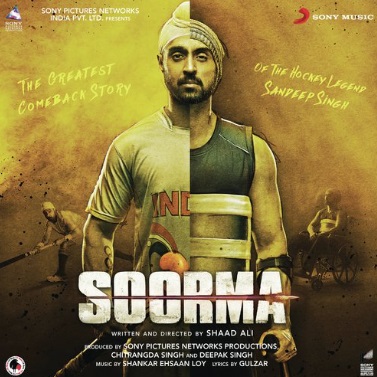 SONY PICTURES NETWORKS
INDIA PVT. LTD. PRESENTS
SONY MUSIC
THE GREATEST
COMEBACK STORY
OF THE HOCKEY LEGEND
SANDEEP SINGH
IND
SOORMA
WRITTEN AND DIRECTED BY SHAAD ALI
PRODUCED BY SONY PICTURES NETWORKS PRODUCTIONS,
CHITRANGDA SINGH AND DEEPAK SINGH
MUSIC BY SHANKAR EHSAAN LOY LYRICS BY GULZAR